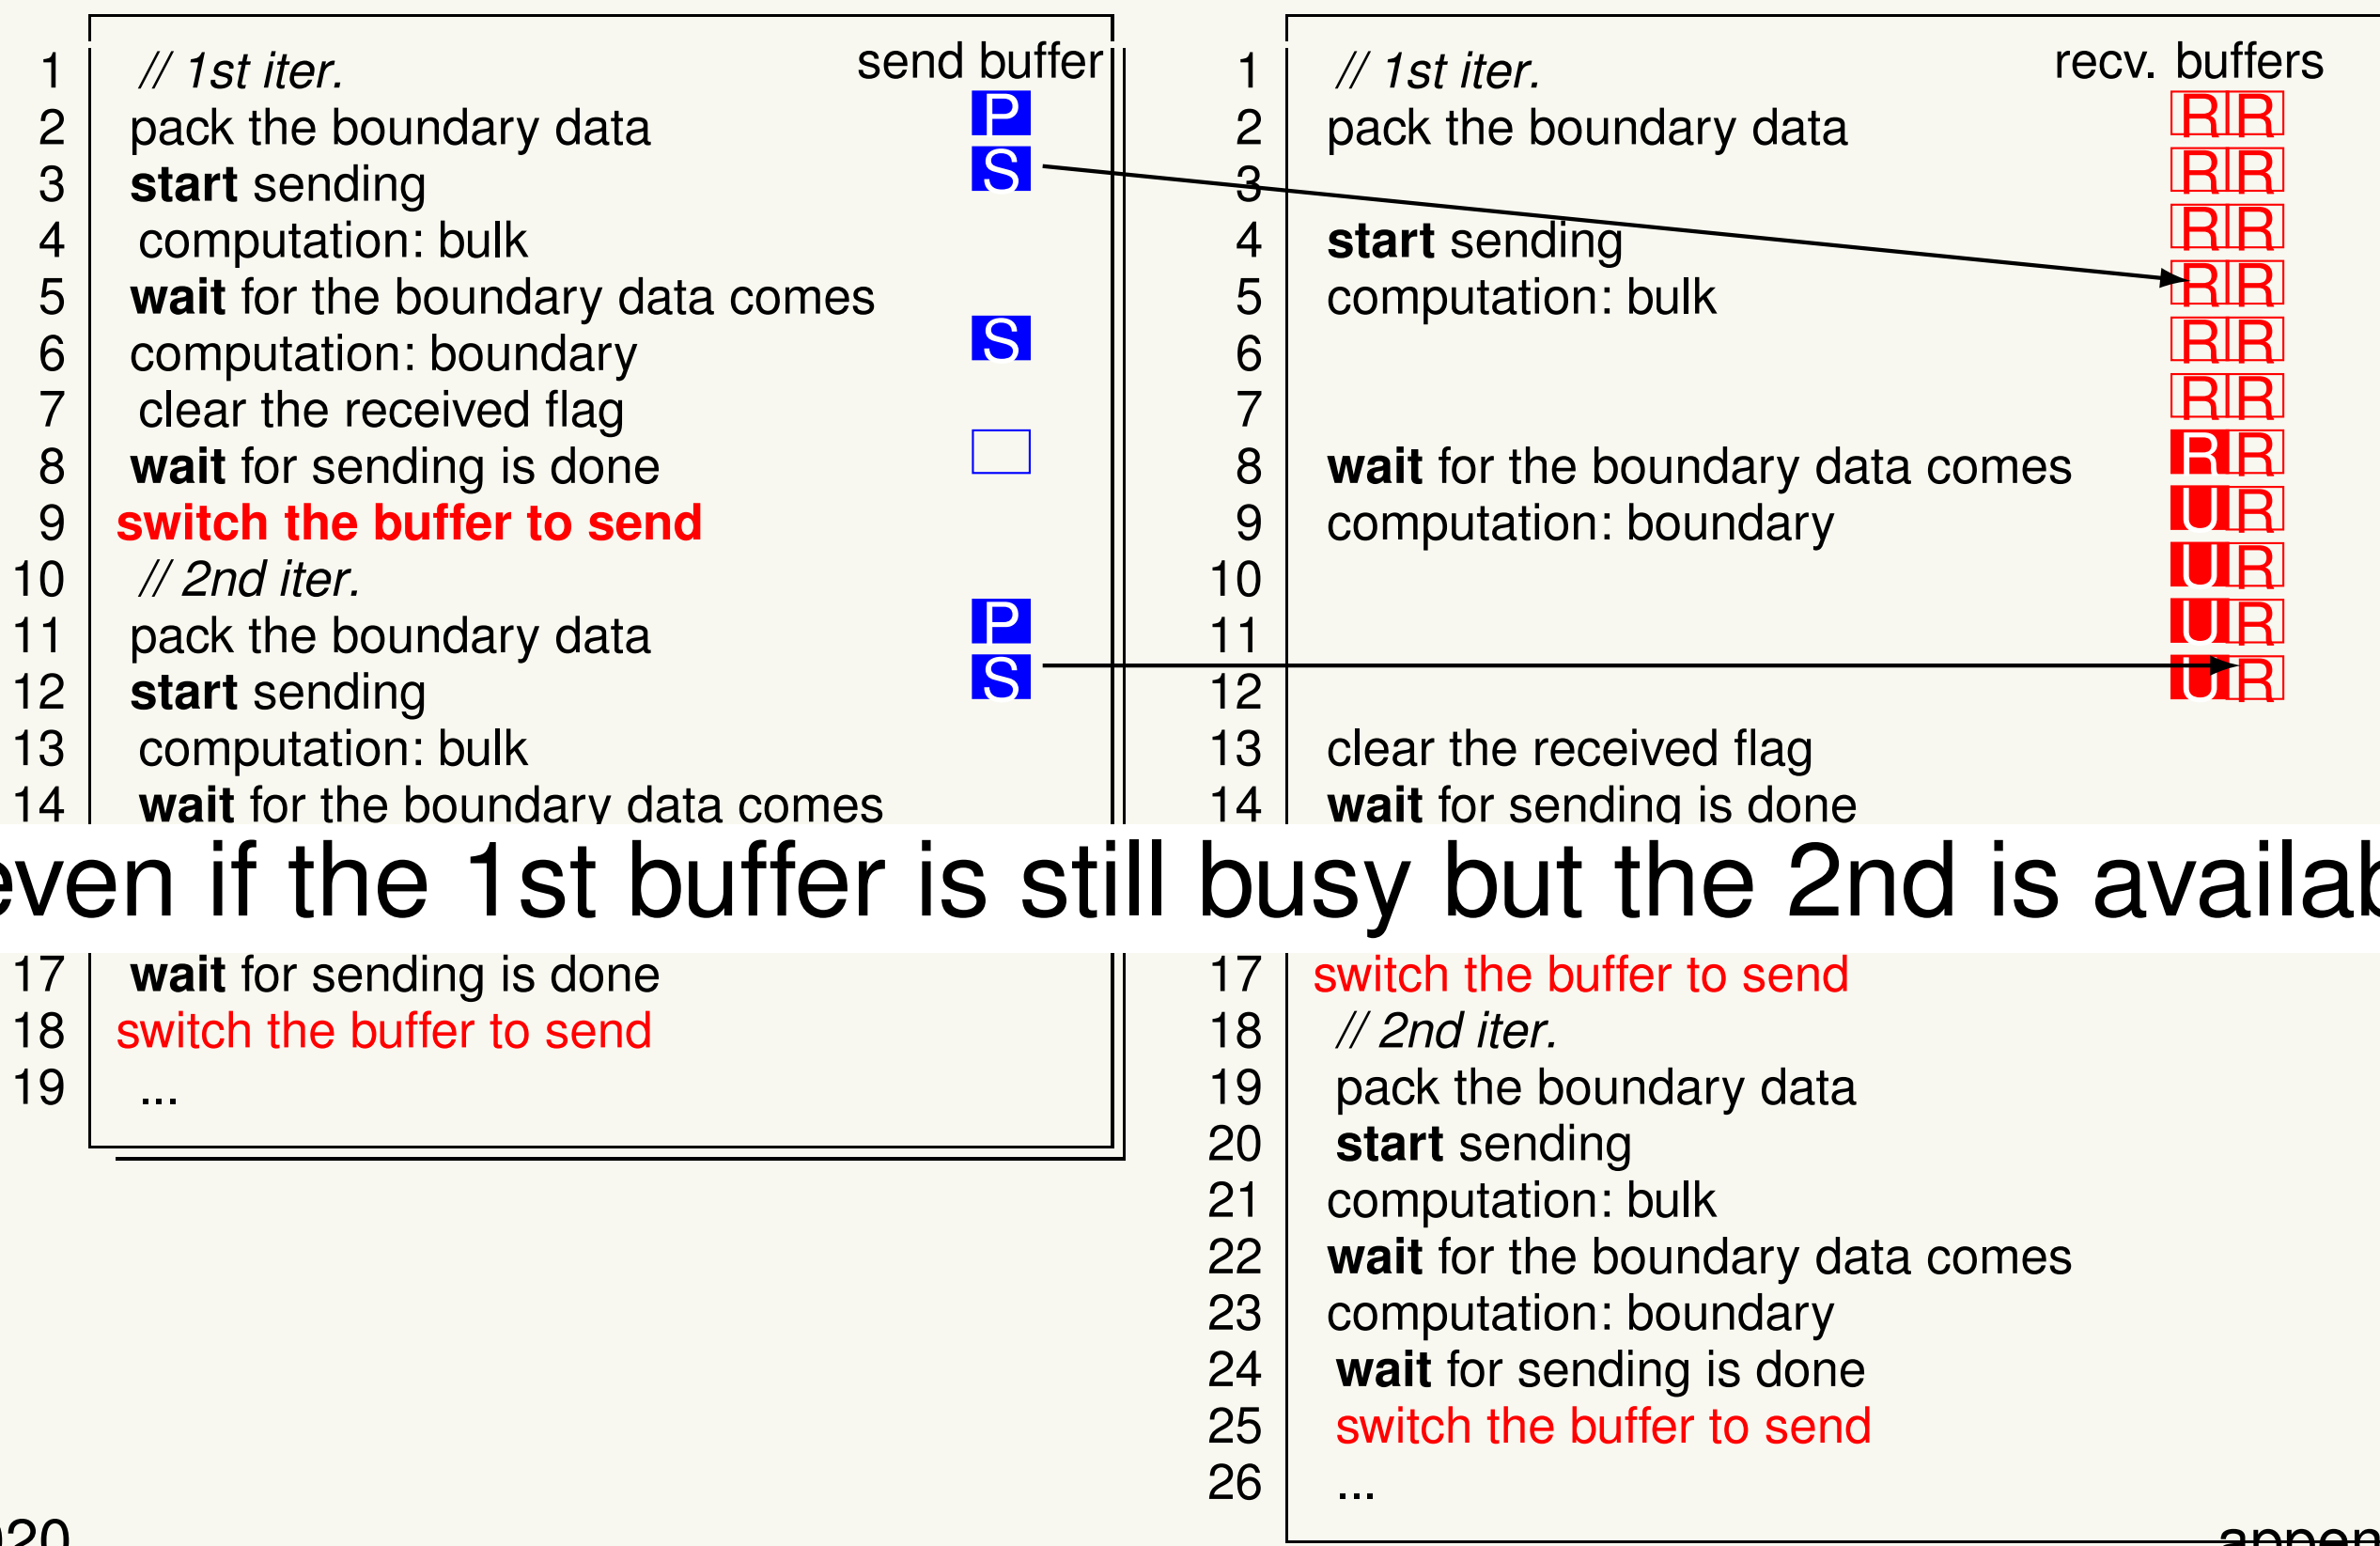 send buffer
1 // 1st iter.
2 pack the boundary data P
3 start sending S
4 computation: bulk
5 wait for the boundary data comes
6 computation: boundary S
7 clear the received flag
8 wait for sending is done
9 switch the buffer to send
10 // 2nd iter.
11 pack the boundary data P
12 start sending S
13 computation: bulk
14 wait for the boundary data comes
17 wait for sending is done
18 switch the buffer to send
19 ...
recv. buffers
1 // 1st iter.
2 pack the boundary data R R
3 R R
4 start sending R R
5 computation: bulk R R
6 R R
7 R R
8 wait for the boundary data comes R R
9 computation: boundary U R
10 U R
11 U R
12 U R
13 clear the received flag
14 wait for sending is done
even if the 1st buffer is still busy but the 2nd is
17 switch the buffer to send
18 // 2nd iter.
19 pack the boundary data
20 start sending
21 computation: bulk
22 wait for the boundary data comes
23 computation: boundary
24 wait for sending is done
25 switch the buffer to send
26 ...